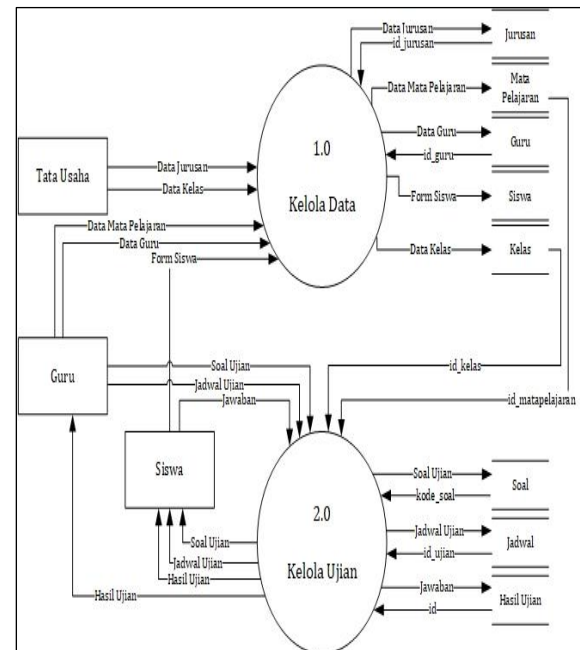 Data Jurusan
id_jurusan
Jurusan
Data Mata Pelajaran
Mata
Pelajaran
1.0
Kelola Data
Data Guru
id_guru
Guru
Tata Usaha
Data Jurusan
Data Kelas
Form Siswa
Siswa
Data Mata Pelajaran
Data Guru
Form Siswa
Data Kelas
Kelas
Guru
Soal Ujian
Jadwal Ujian
Jawaban
id_kelas
id_matapelajaran
Siswa
2.0
Kelola Ujian
Soal Ujian
kode_soal
Soal
Soal Ujian
Jadwal Ujian
Hasil Ujian
Hasil Ujian
Jadwal Ujian
id_ujian
Jadwal
Jawaban
id
Hasil Ujian